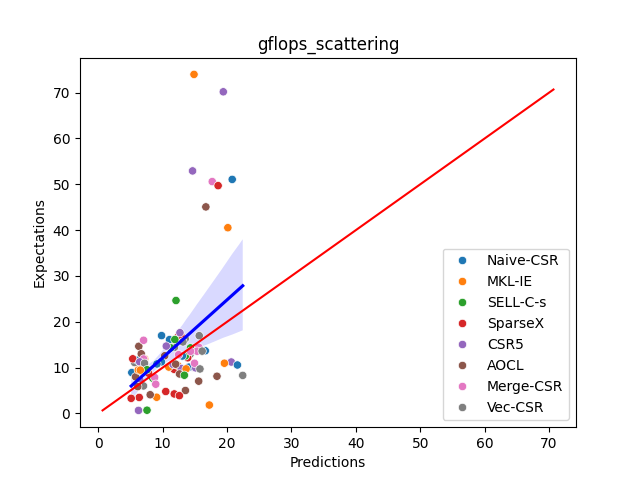 gflops_scattering
Expectations
70
60
50
40
30
20
10
0
0 10 20 30 40 50 60 70
Predictions
Naive-CSR
MKL-IE
SELL-C-s
SparseX
CSR5
AOCL
Merge-CSR
Vec-CSR